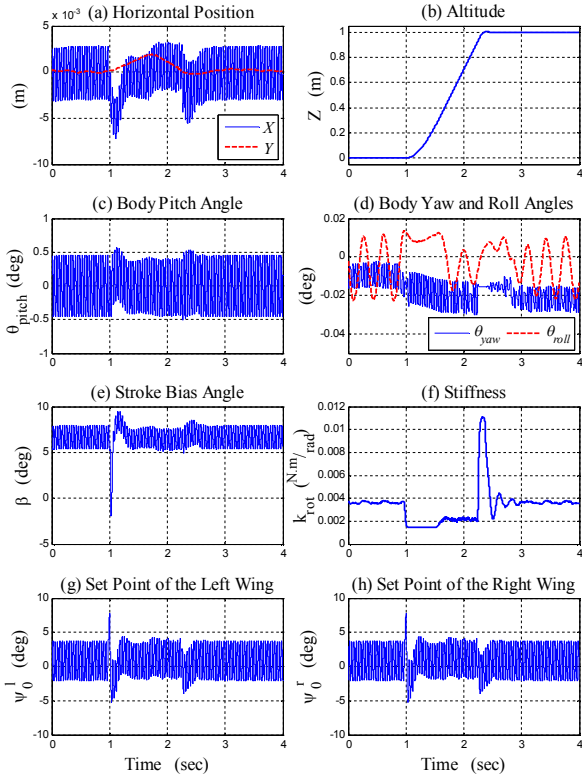 (a) Horizontal Position
x 10⁻³
5
0
-5
-10
(m)
X
Y
0 1 2 3 4
(b) Altitude
1
0.8
0.6
0.4
0.2
0
Z (m)
0 1 2 3 4
(c) Body Pitch Angle
1
0.5
0
-0.5
-1
θpitch (deg)
0 1 2 3 4
(d) Body Yaw and Roll Angles
0.02
0
-0.02
-0.04
(deg)
θyaw
θroll
0 1 2 3 4
(e) Stroke Bias Angle
10
5
0
-5
β (deg)
0 1 2 3 4
(f) Stiffness
0.012
0.01
0.008
0.006
0.004
0.002
0
krot (N.m/rad)
0 1 2 3 4
(g) Set Point of the Left Wing
10
5
0
-5
-10
ψ₀ˡ (deg)
0 1 2 3 4
Time (sec)
(h) Set Point of the Right Wing
10
5
0
-5
-10
ψ₀ʳ (deg)
0 1 2 3 4
Time (sec)